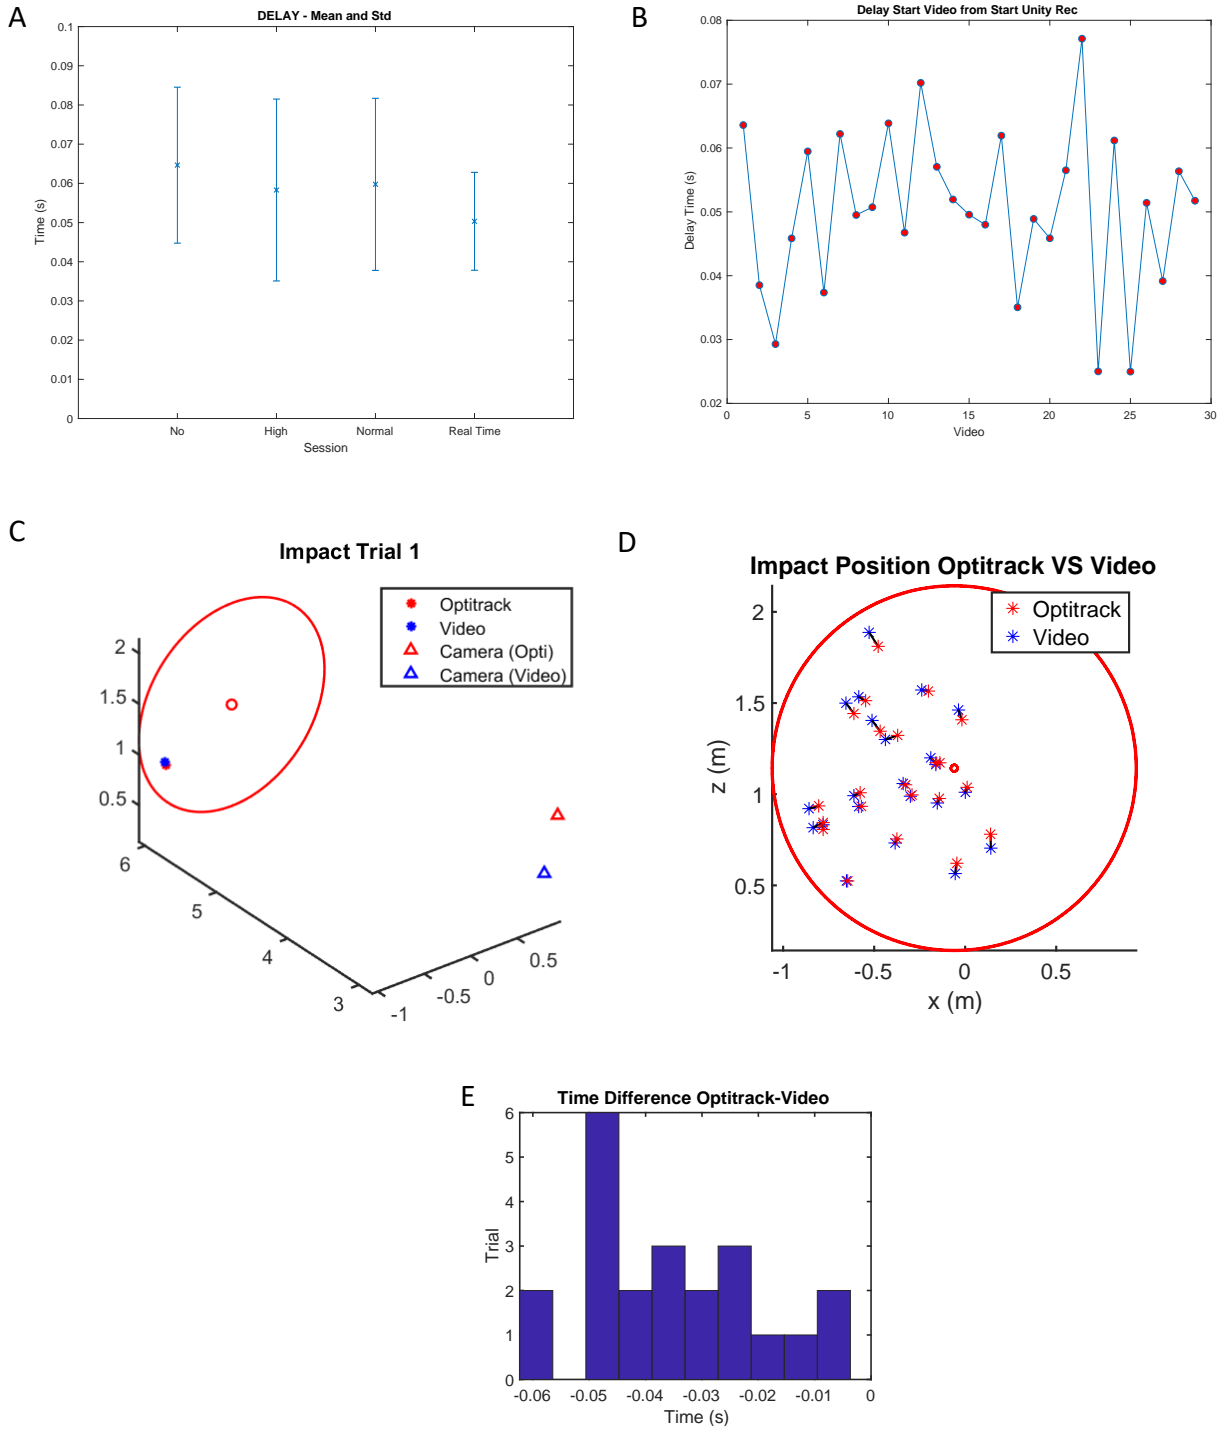 A
DELAY - Mean and Std
0.1
0.09
0.08
0.07
0.06
0.05
0.04
0.03
0.02
0.01
0
Time (s)
No High Normal Real Time
Session
B
Delay Start Video from Start Unity Rec
0.08
0.07
0.06
0.05
0.04
0.03
0.02
Delay Time (s)
0 5 10 15 20 25 30
Video
C
Impact Trial 1
Optitrack
Video
Camera (Opti)
Camera (Video)
2
1.5
1
0.5
6
5
4
3
-1
-0.5
0
0.5
D
Impact Position Optitrack VS Video
Optitrack
Video
2
1.5
1
0.5
z (m)
-1 -0.5 0 0.5
x (m)
E
Time Difference Optitrack-Video
6
5
4
3
2
1
0
Trial
-0.06 -0.05 -0.04 -0.03 -0.02 -0.01 0
Time (s)